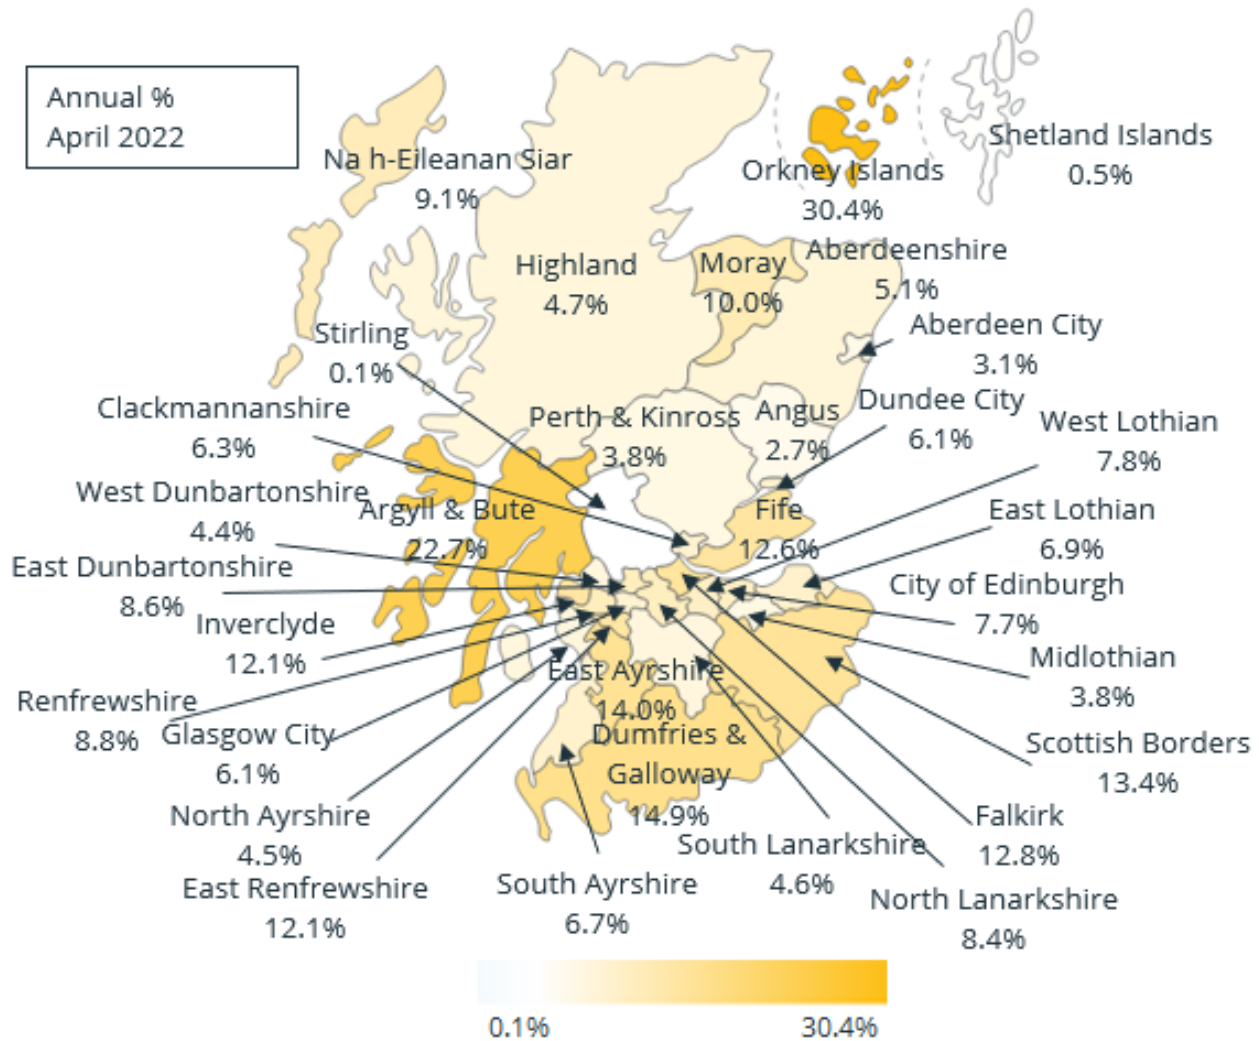 Annual %
April 2022
Shetland Islands
0.5%
Na h-Eileanan Siar
9.1%
Orkney Islands
30.4%
Highland
4.7%
Moray
10.0%
Aberdeenshire
5.1%
Aberdeen City
3.1%
Stirling
0.1%
Clackmannanshire
6.3%
Perth & Kinross
3.8%
Angus
2.7%
Dundee City
6.1%
West Lothian
7.8%
West Dunbartonshire
4.4%
Argyll & Bute
22.7%
Fife
12.6%
East Lothian
6.9%
East Dunbartonshire
8.6%
City of Edinburgh
7.7%
Inverclyde
12.1%
Midlothian
3.8%
East Ayrshire
14.0%
Renfrewshire
8.8%
Glasgow City
6.1%
Dumfries &
Galloway
14.9%
Scottish Borders
13.4%
North Ayrshire
4.5%
Falkirk
12.8%
South Lanarkshire
4.6%
East Renfrewshire
12.1%
South Ayrshire
6.7%
North Lanarkshire
8.4%
0.1%
30.4%